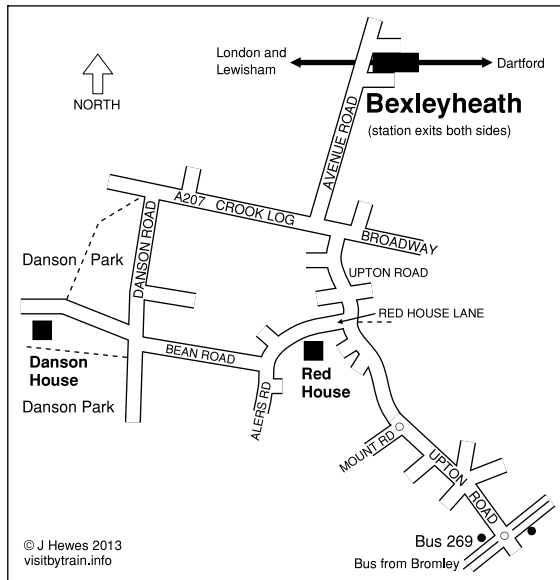 London and
Lewisham
Dartford
NORTH
Bexleyheath
(station exits both sides)
AVENUE ROAD
A207 CROOK LOG
BROADWAY
DANSON ROAD
Danson Park
UPTON ROAD
RED HOUSE LANE
BEAN ROAD
Danson
House
Red
House
Danson Park
ALERS RD
MOUNT RD
UPTON ROAD
Bus 269
Bus from Bromley
© J Hewes 2013
visitbytrain.info